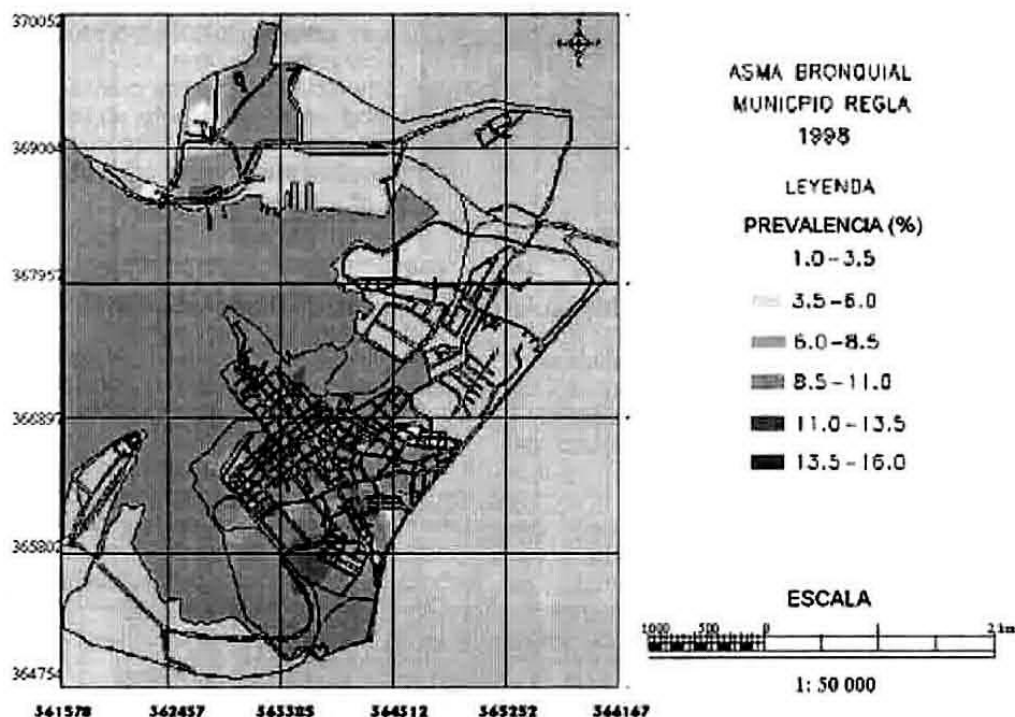 370052
369004
367957
366897
365802
364754
361578
362457
363385
364312
365252
366167
ASMA BRONQUIAL
MUNICPIO REGLA
1998
LEYENDA
PREVALENCIA (%)
1.0 - 3.5
3.5 - 6.0
6.0 - 8.5
8.5 - 11.0
11.0 - 13.5
13.5 - 16.0
ESCALA
1000 500 0 2 km
1: 50 000